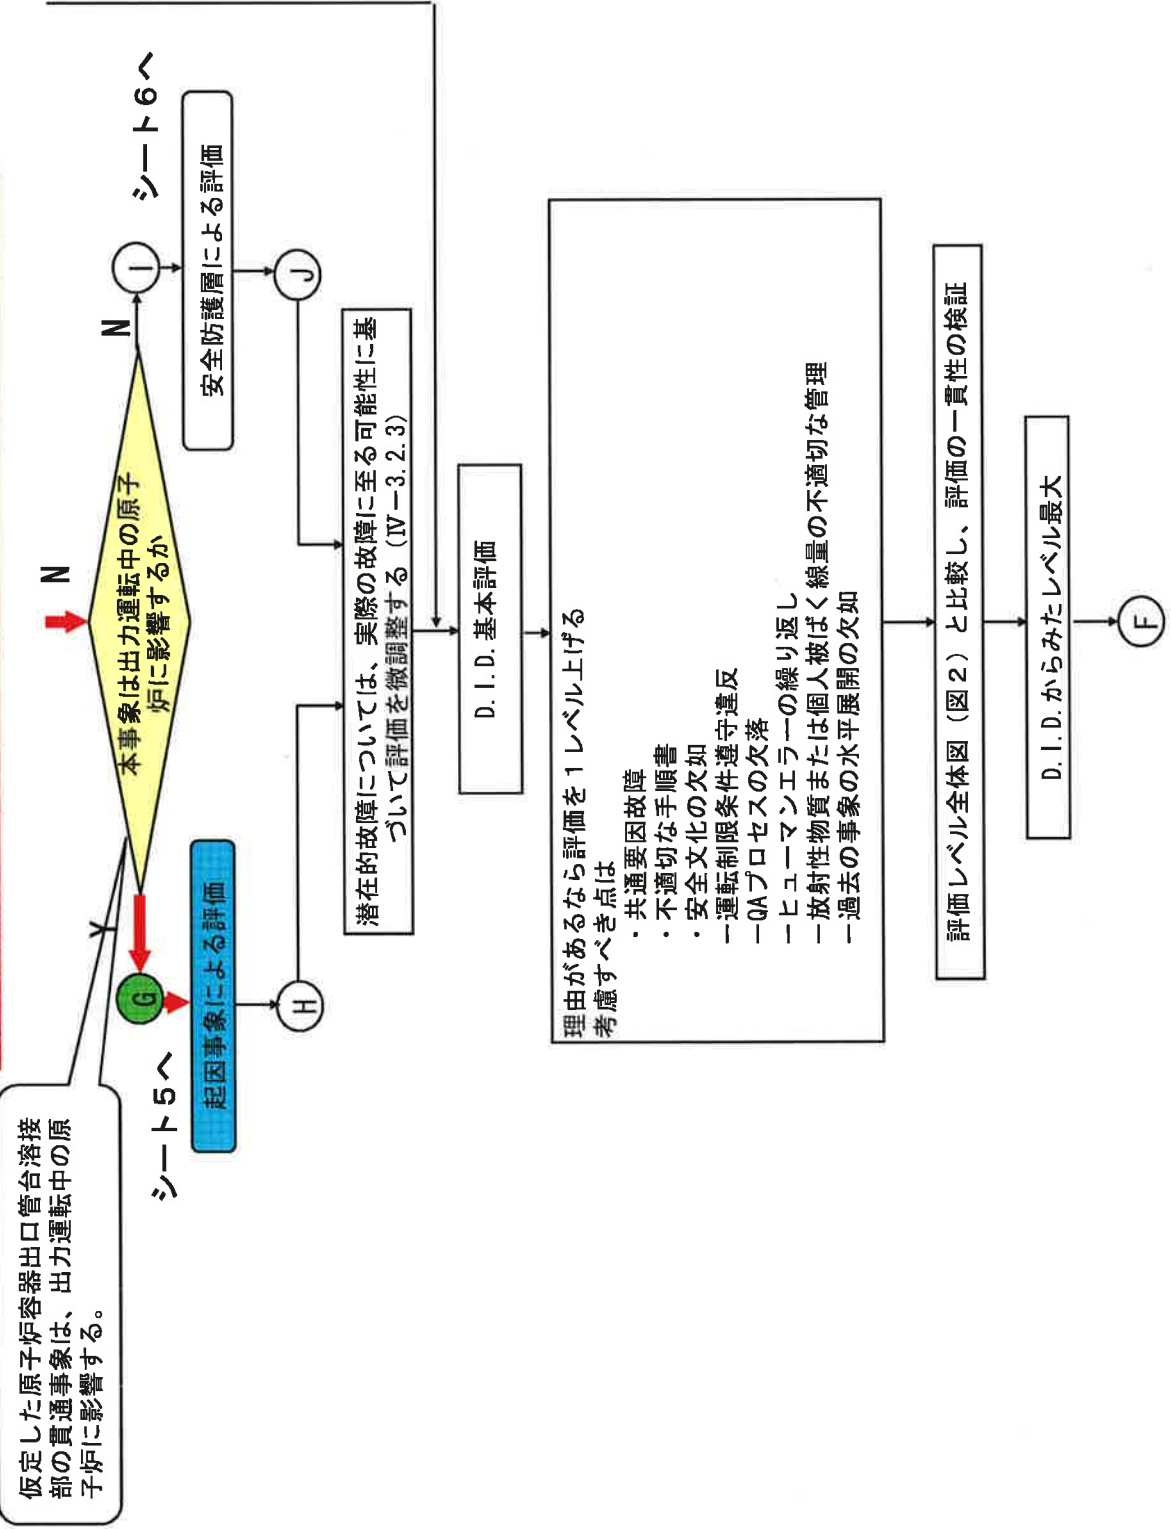 N
本事象は出力運転中の原子
炉に影響するか
Y
N
仮定した原子炉容器出口管台溶接
部の貫通事象は、出力運転中の原
子炉に影響する。
G
I
シート5へ
シート6へ
起因事象による評価
安全防護層による評価
H
J
潜在的故障については、実際の故障に至る可能性に基
づいて評価を微調整する（Ⅳ－3.2.3）
D.I.D.基本評価
理由があるなら評価を1レベル上げる
考慮すべき点は
・共通要因故障
・不適切な手順書
・安全文化の欠如
－運転制限条件遵守違反
－QAプロセスの欠落
－ヒューマンエラーの繰り返し
－放射性物質または個人被ばく線量の不適切な管理
－過去の事象の水平展開の欠如
評価レベル全体図（図２）と比較し、評価の一貫性の検証
D.I.D.からみたレベル最大
F